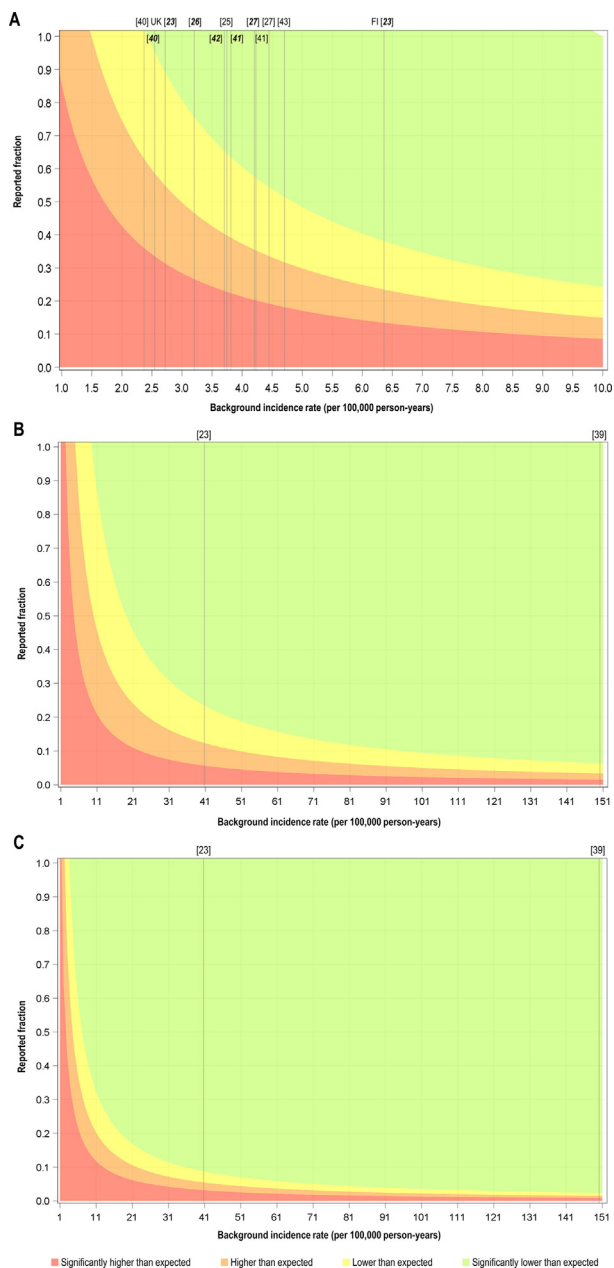 A
[40] UK [23] [26] [25] [27] [27] [43] FI [23]
[40] [42] [41] [41]
1.0
0.9
0.8
0.7
0.6
0.5
0.4
0.3
0.2
0.1
0.0
Reported fraction
1.0 1.5 2.0 2.5 3.0 3.5 4.0 4.5 5.0 5.5 6.0 6.5 7.0 7.5 8.0 8.5 9.0 9.5 10.0
Background incidence rate (per 100,000 person-years)
B
[23] [39]
1.0
0.9
0.8
0.7
0.6
0.5
0.4
0.3
0.2
0.1
0.0
Reported fraction
1 11 21 31 41 51 61 71 81 91 101 111 121 131 141 151
Background incidence rate (per 100,000 person-years)
C
[23] [39]
1.0
0.9
0.8
0.7
0.6
0.5
0.4
0.3
0.2
0.1
0.0
Reported fraction
1 11 21 31 41 51 61 71 81 91 101 111 121 131 141 151
Background incidence rate (per 100,000 person-years)
Significantly higher than expected Higher than expected Lower than expected Significantly lower than expected